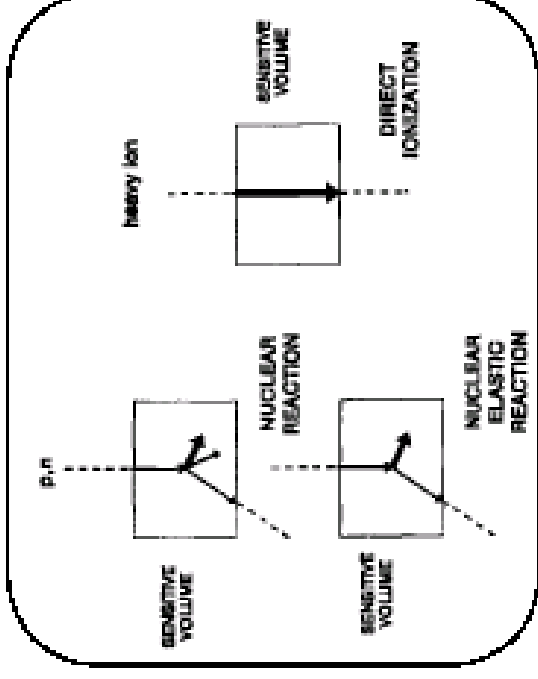 p,n
SENSITIVE
VOLUME
NUCLEAR
REACTION
SENSITIVE
VOLUME
NUCLEAR
ELASTIC
REACTION
heavy ion
SENSITIVE
VOLUME
DIRECT
IONIZATION